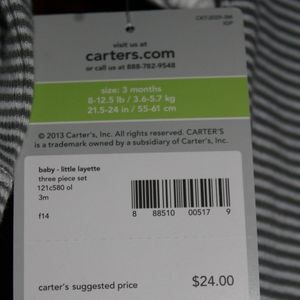 visit us at
carters.com
or call us at 888-782-9548
size: 3 months
8-12.5 lb / 3.6-5.7 kg
21.5-24 in / 55-61 cm
© 2013 Carter's, Inc. All rights reserved. CARTER'S
is a trademark owned by a subsidiary of Carter's, Inc.
baby - little layette
three piece set
121c580 ol
3m
f14
8 88510 00517 9
carter's suggested price $24.00